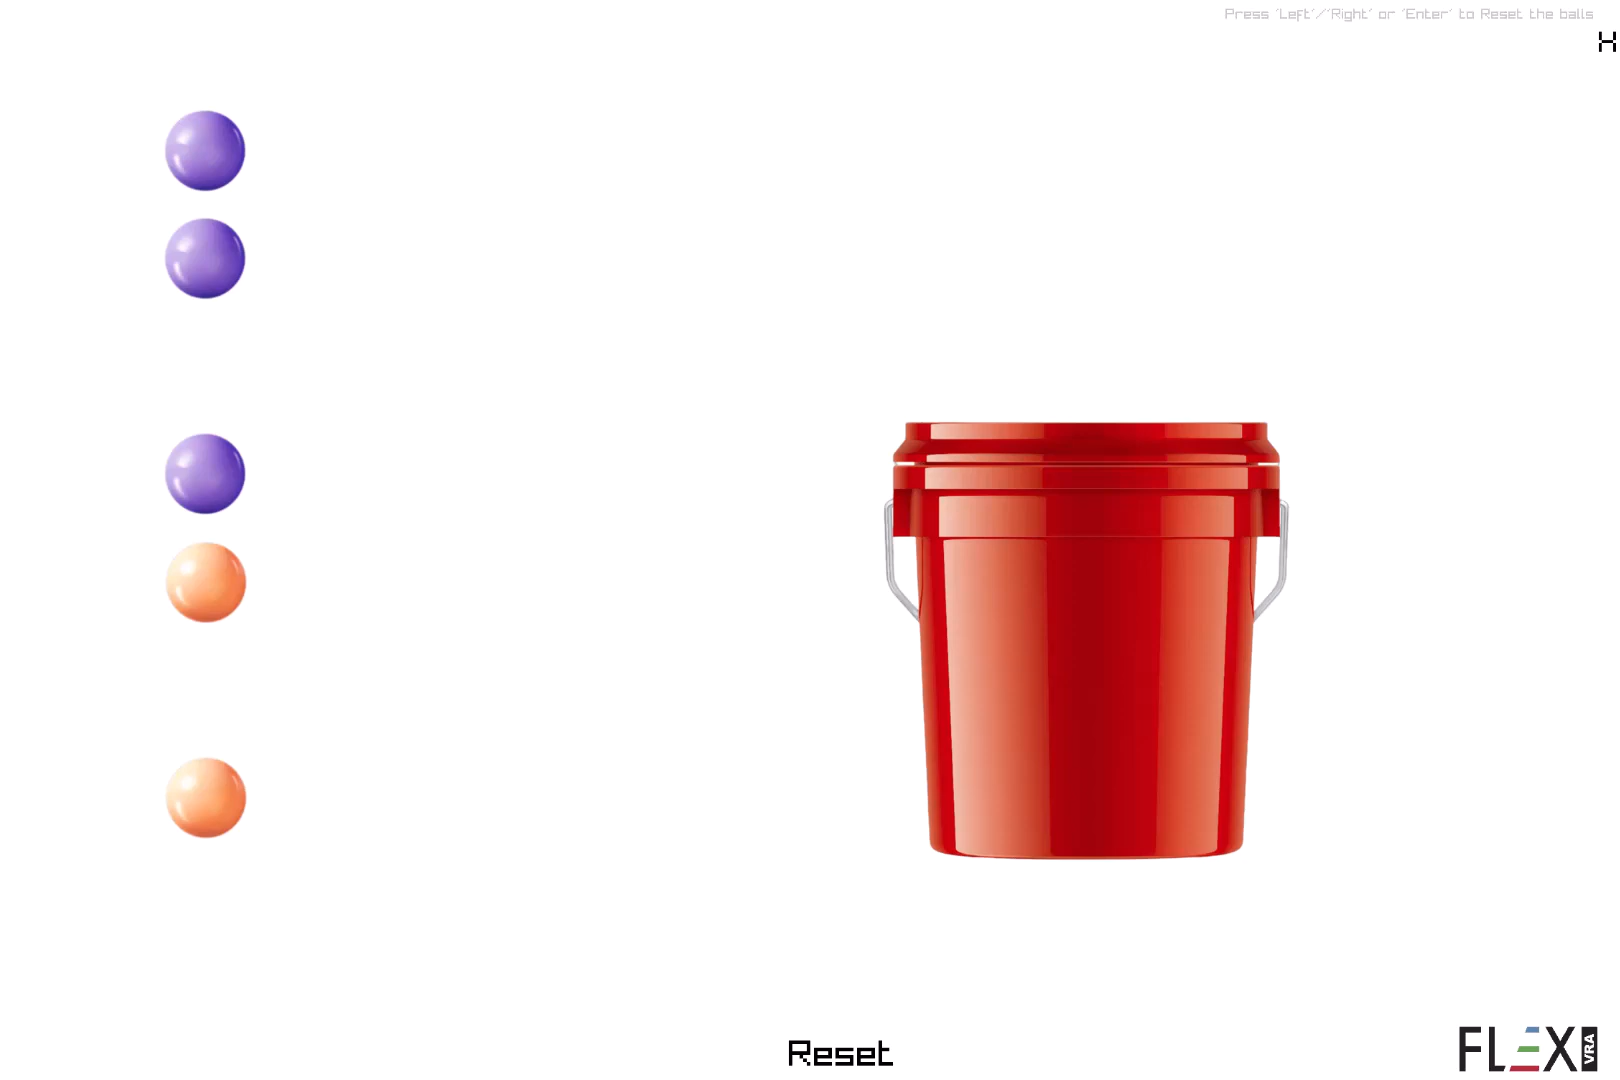 Press 'Left'/'Right' or 'Enter' to Reset the balls
X
Reset
FLEX VRA